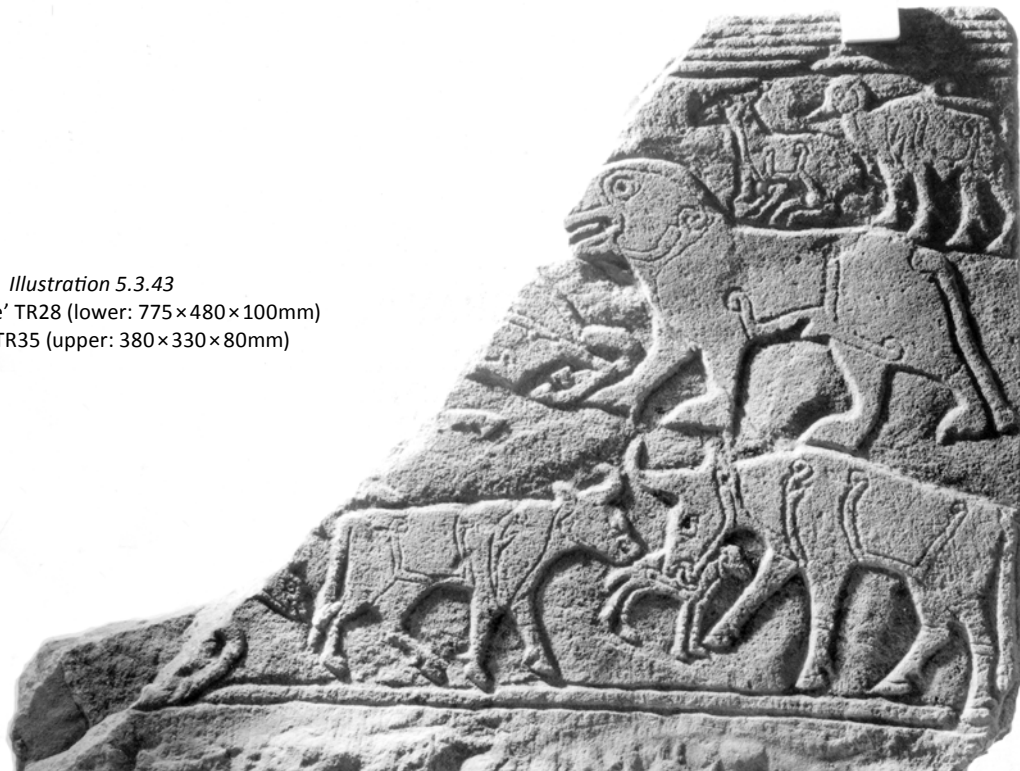 Illustration 5.3.43
TR28 (lower: 775×480×100mm)
TR35 (upper: 380×330×80mm)